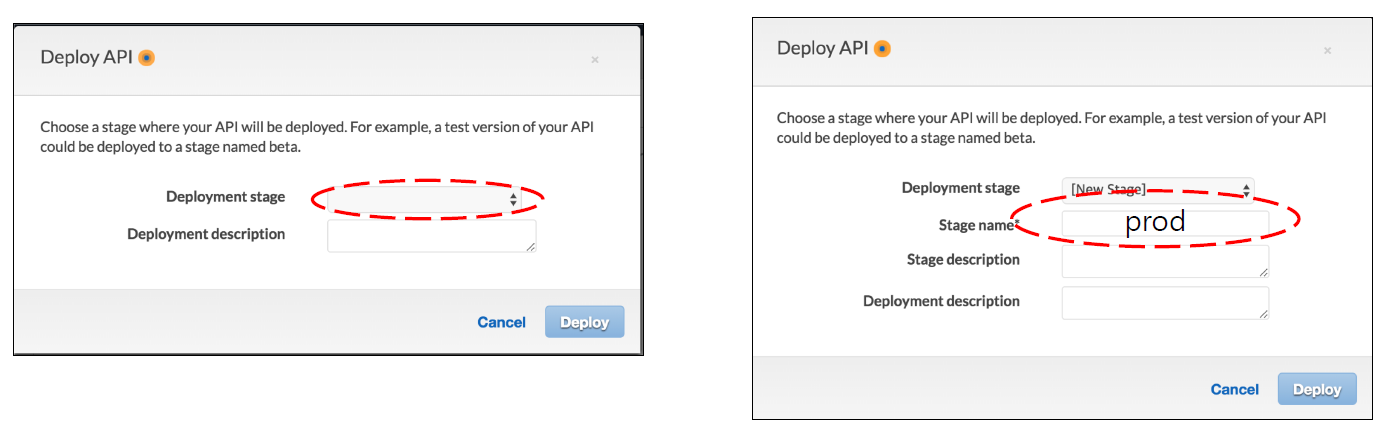 Deploy API
×
Choose a stage where your API will be deployed. For example, a test version of your API
could be deployed to a stage named beta.
Deployment stage
Deployment description
Cancel Deploy
Deploy API
×
Choose a stage where your API will be deployed. For example, a test version of your API
could be deployed to a stage named beta.
Deployment stage [New Stage]
Stage name* prod
Stage description
Deployment description
Cancel Deploy